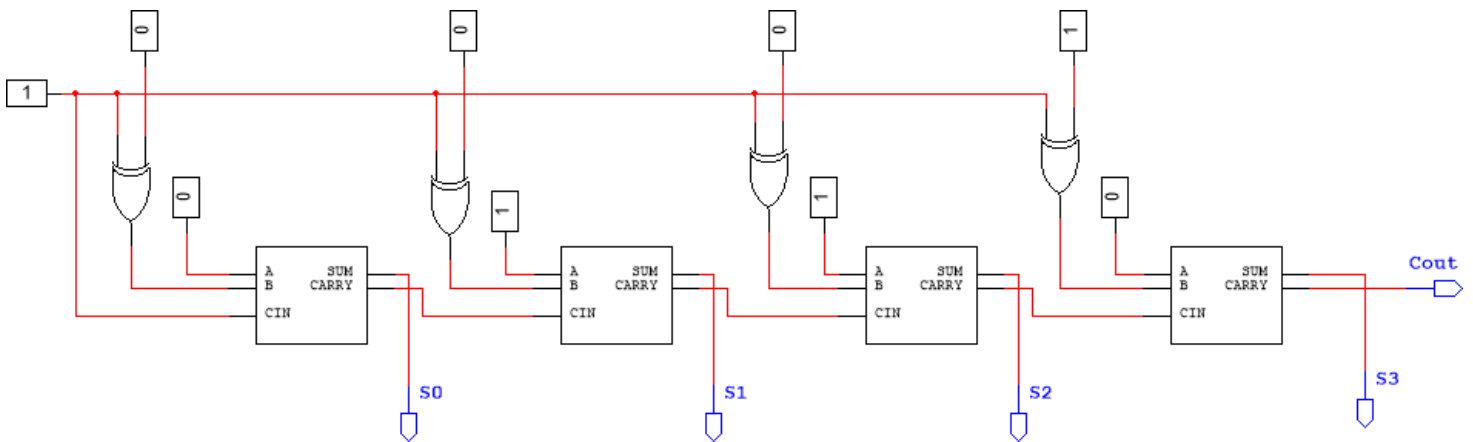 0 0 0 1
1
0 1 1 0
A SUM A SUM A SUM A SUM Cout
B CARRY B CARRY B CARRY B CARRY
CIN CIN CIN CIN
S0 S1 S2 S3